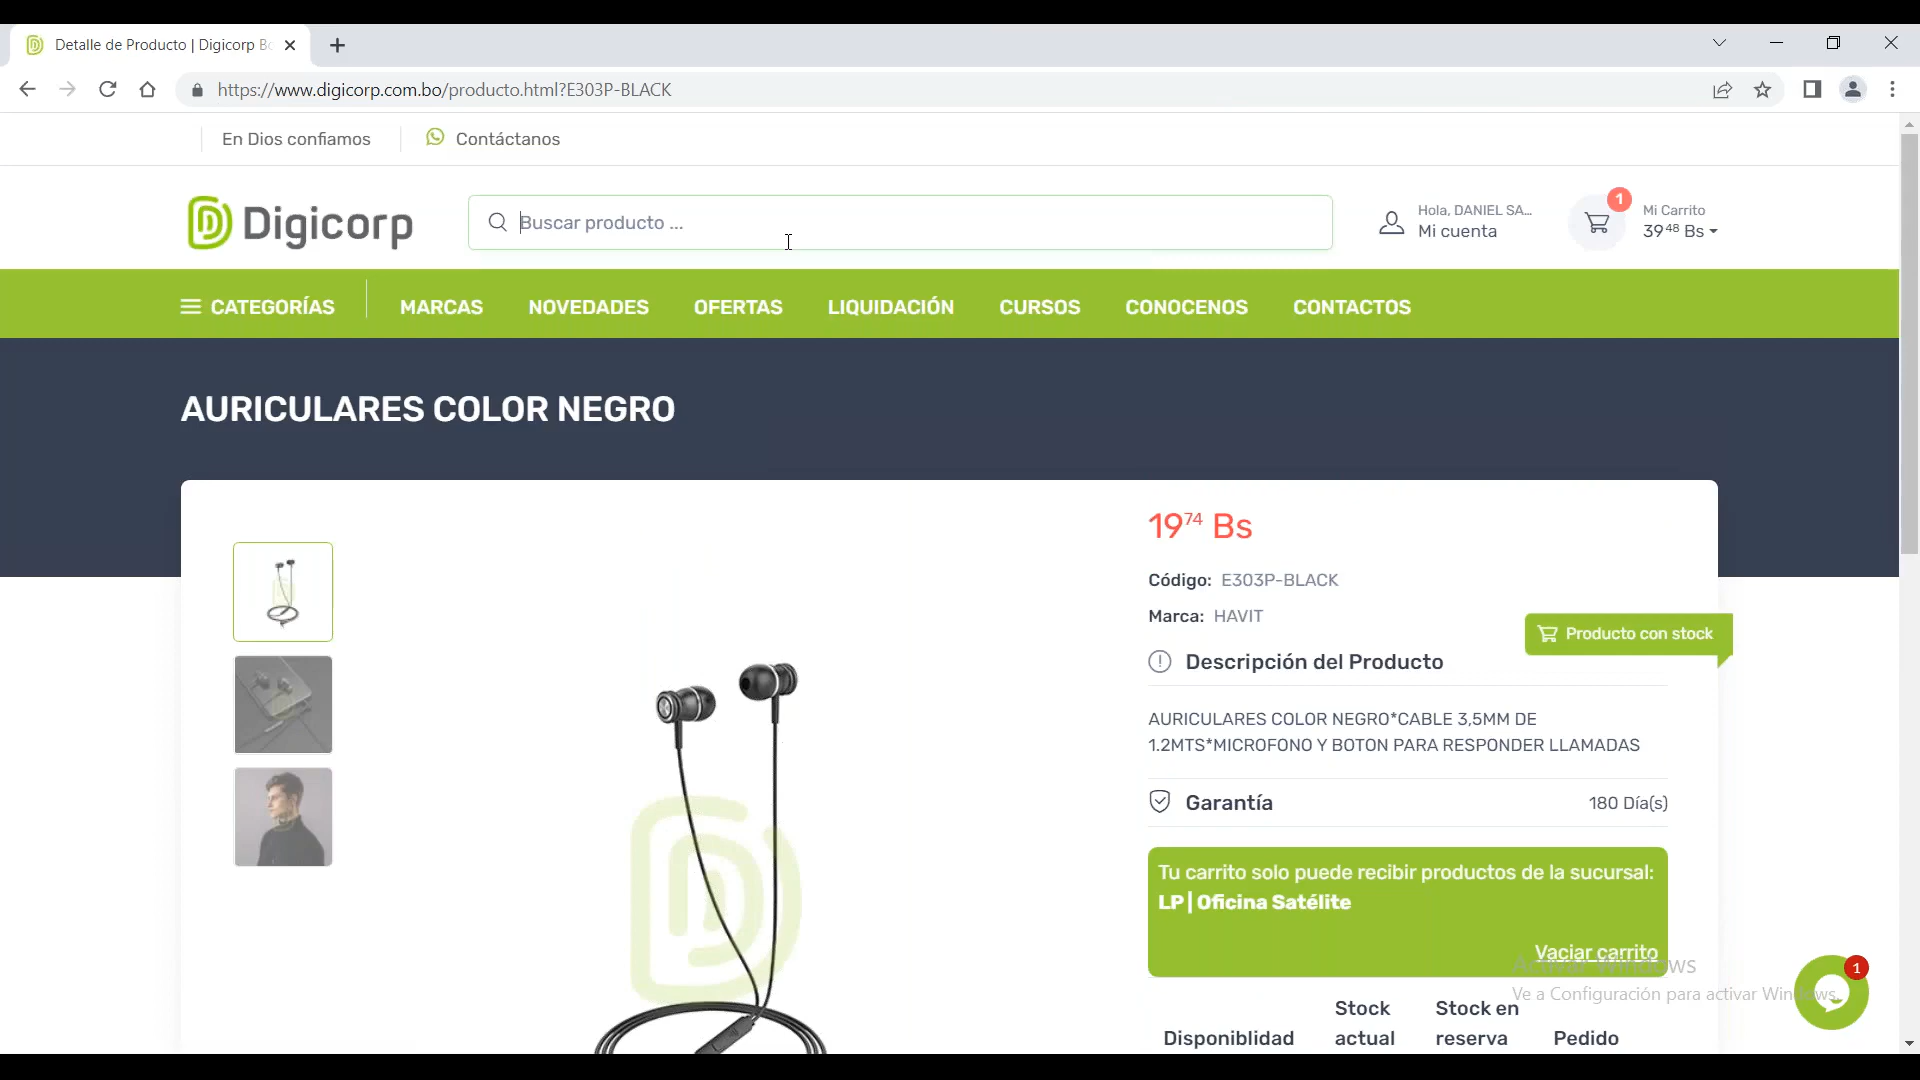 Detalle de Producto | Digicorp Bo
https://www.digicorp.com.bo/producto.html?E303P-BLACK
En Dios confiamos
Contáctanos
Digicorp
Buscar producto ...
Hola, DANIEL SA...
Mi cuenta
1
Mi Carrito
39⁴⁸ Bs
CATEGORÍAS
MARCAS
NOVEDADES
OFERTAS
LIQUIDACIÓN
CURSOS
CONOCENOS
CONTACTOS
AURICULARES COLOR NEGRO
19⁷⁴ Bs
Código: E303P-BLACK
Marca: HAVIT
Producto con stock
Descripción del Producto
AURICULARES COLOR NEGRO*CABLE 3,5MM DE
1.2MTS*MICROFONO Y BOTON PARA RESPONDER LLAMADAS
Garantía
180 Día(s)
Tu carrito solo puede recibir productos de la sucursal:
LP | Oficina Satélite
Vaciar carrito
Activar Windows
Ve a Configuración para activar Windows.
1
Disponiblidad
Stock actual
Stock en reserva
Pedido